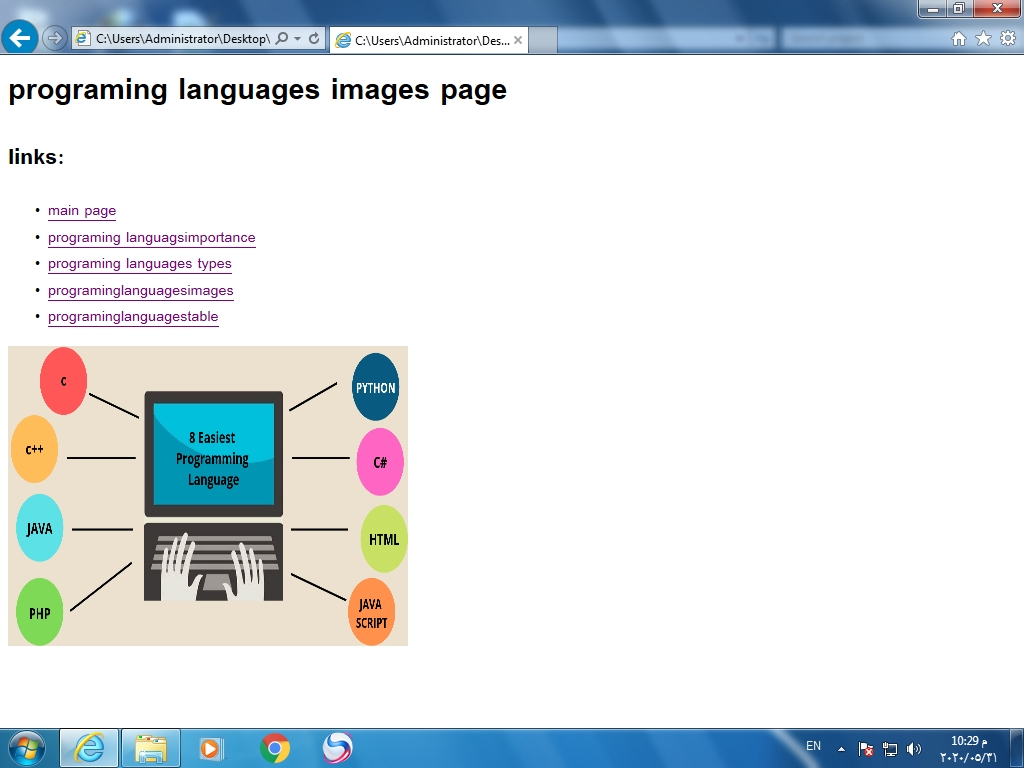 C:\Users\Administrator\Desktop\
C:\Users\Administrator\Des...
programing languages images page
links:
• main page
• programing languagsimportance
• programing languages types
• programinglanguagesimages
• programinglanguagestable
C
C++
JAVA
PHP
8 Easiest
Programming
Language
PYTHON
C#
HTML
JAVA
SCRIPT
EN
10:29 م
٢٠٢٠/٠٥/٣١